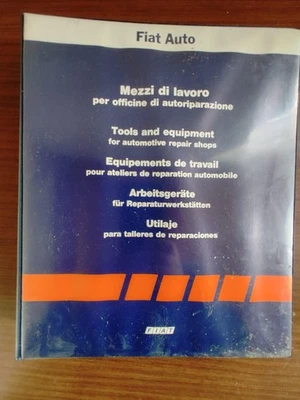 Fiat Auto
Mezzi di lavoro
per officine di autoriparazione
Tools and equipment
for automotive repair shops
Equipements de travail
pour ateliers de reparation automobile
Arbeitsgeräte
für Reparaturwerkstätten
Utilaje
para talleres de reparaciones
FIAT